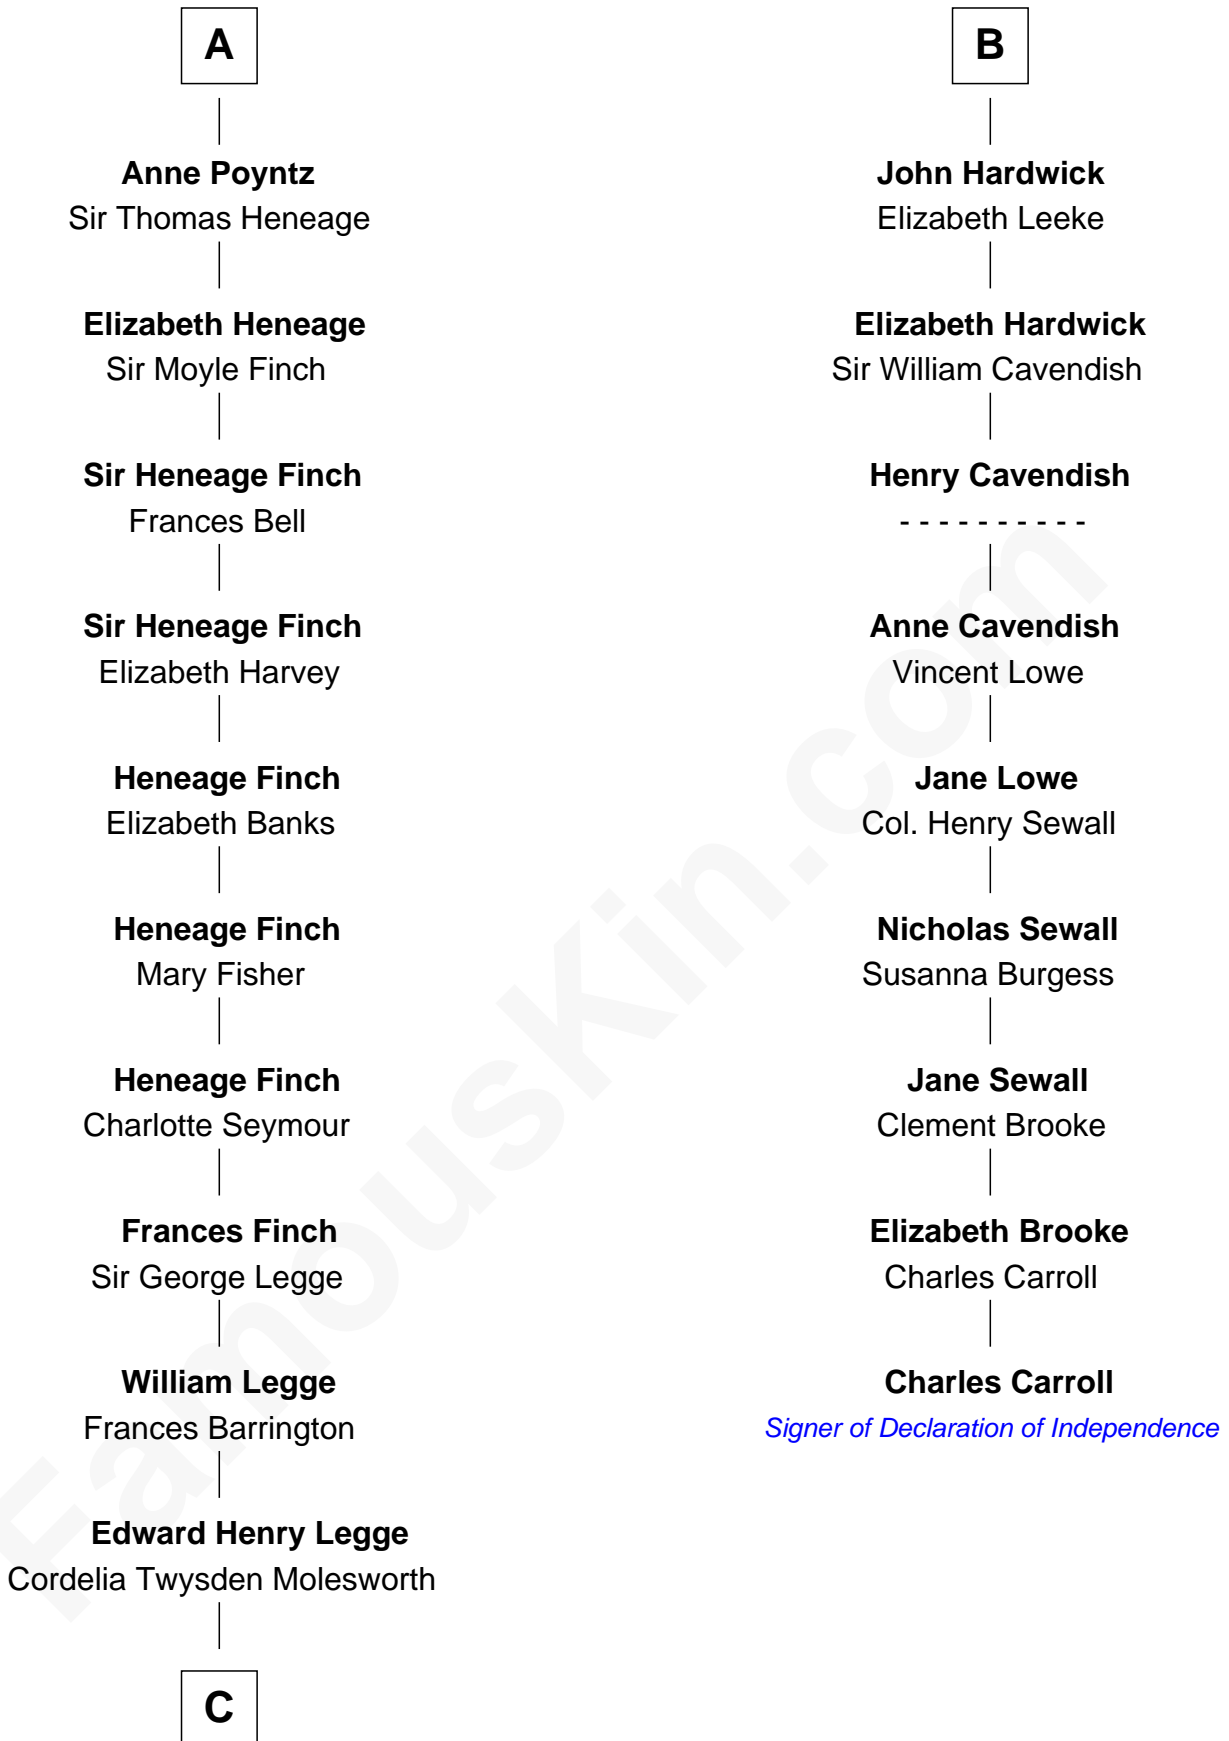 A
Anne Poyntz
Sir Thomas Heneage
Elizabeth Heneage
Sir Moyle Finch
Sir Heneage Finch
Frances Bell
Sir Heneage Finch
Elizabeth Harvey
Heneage Finch
Elizabeth Banks
Heneage Finch
Mary Fisher
Heneage Finch
Charlotte Seymour
Frances Finch
Sir George Legge
William Legge
Frances Barrington
Edward Henry Legge
Cordelia Twysden Molesworth
C
B
John Hardwick
Elizabeth Leeke
Elizabeth Hardwick
Sir William Cavendish
Henry Cavendish
- - - - - - - - - -
Anne Cavendish
Vincent Lowe
Jane Lowe
Col. Henry Sewall
Nicholas Sewall
Susanna Burgess
Jane Sewall
Clement Brooke
Elizabeth Brooke
Charles Carroll
Charles Carroll
Signer of Declaration of Independence
FamousKin.com